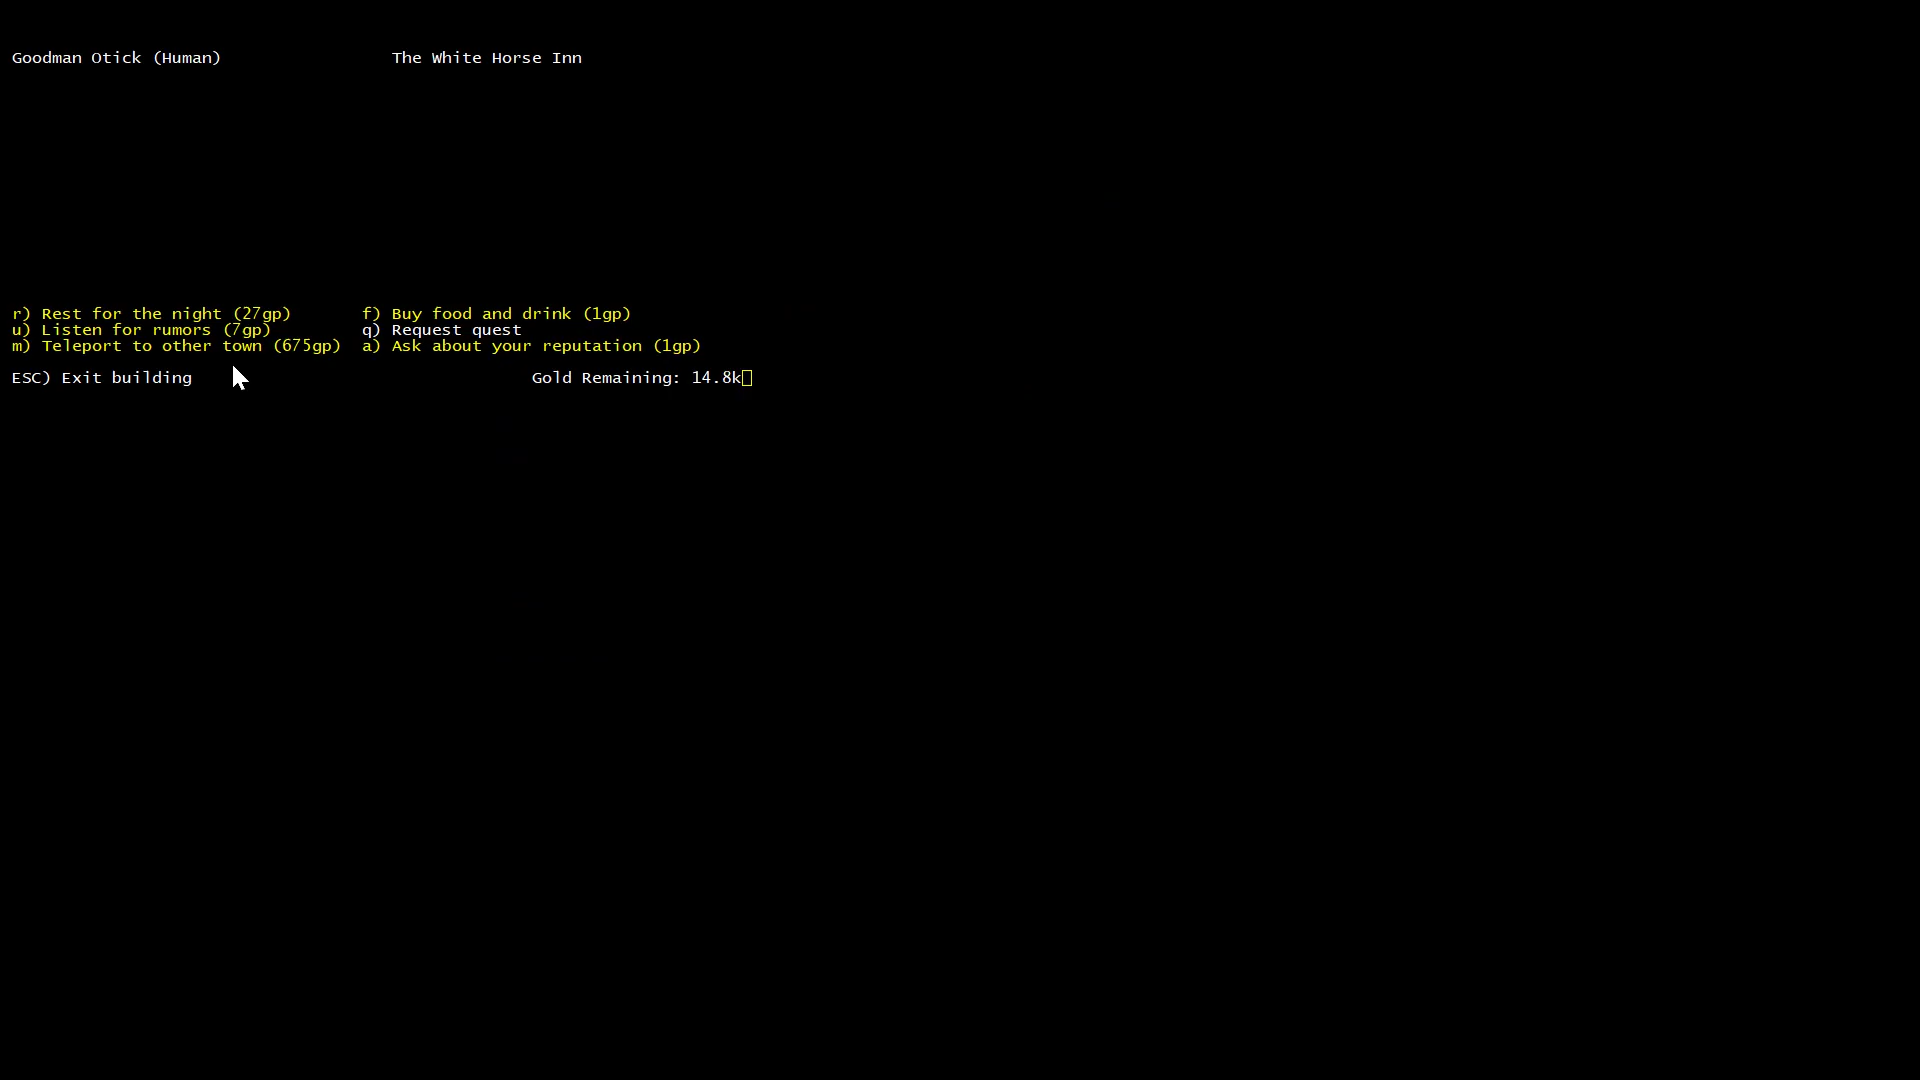 Goodman Otick (Human) The White Horse Inn
r) Rest for the night (27gp) f) Buy food and drink (1gp)
u) Listen for rumors (7gp) q) Request quest
m) Teleport to other town (675gp) a) Ask about your reputation (1gp)
ESC) Exit building Gold Remaining: 14.8k